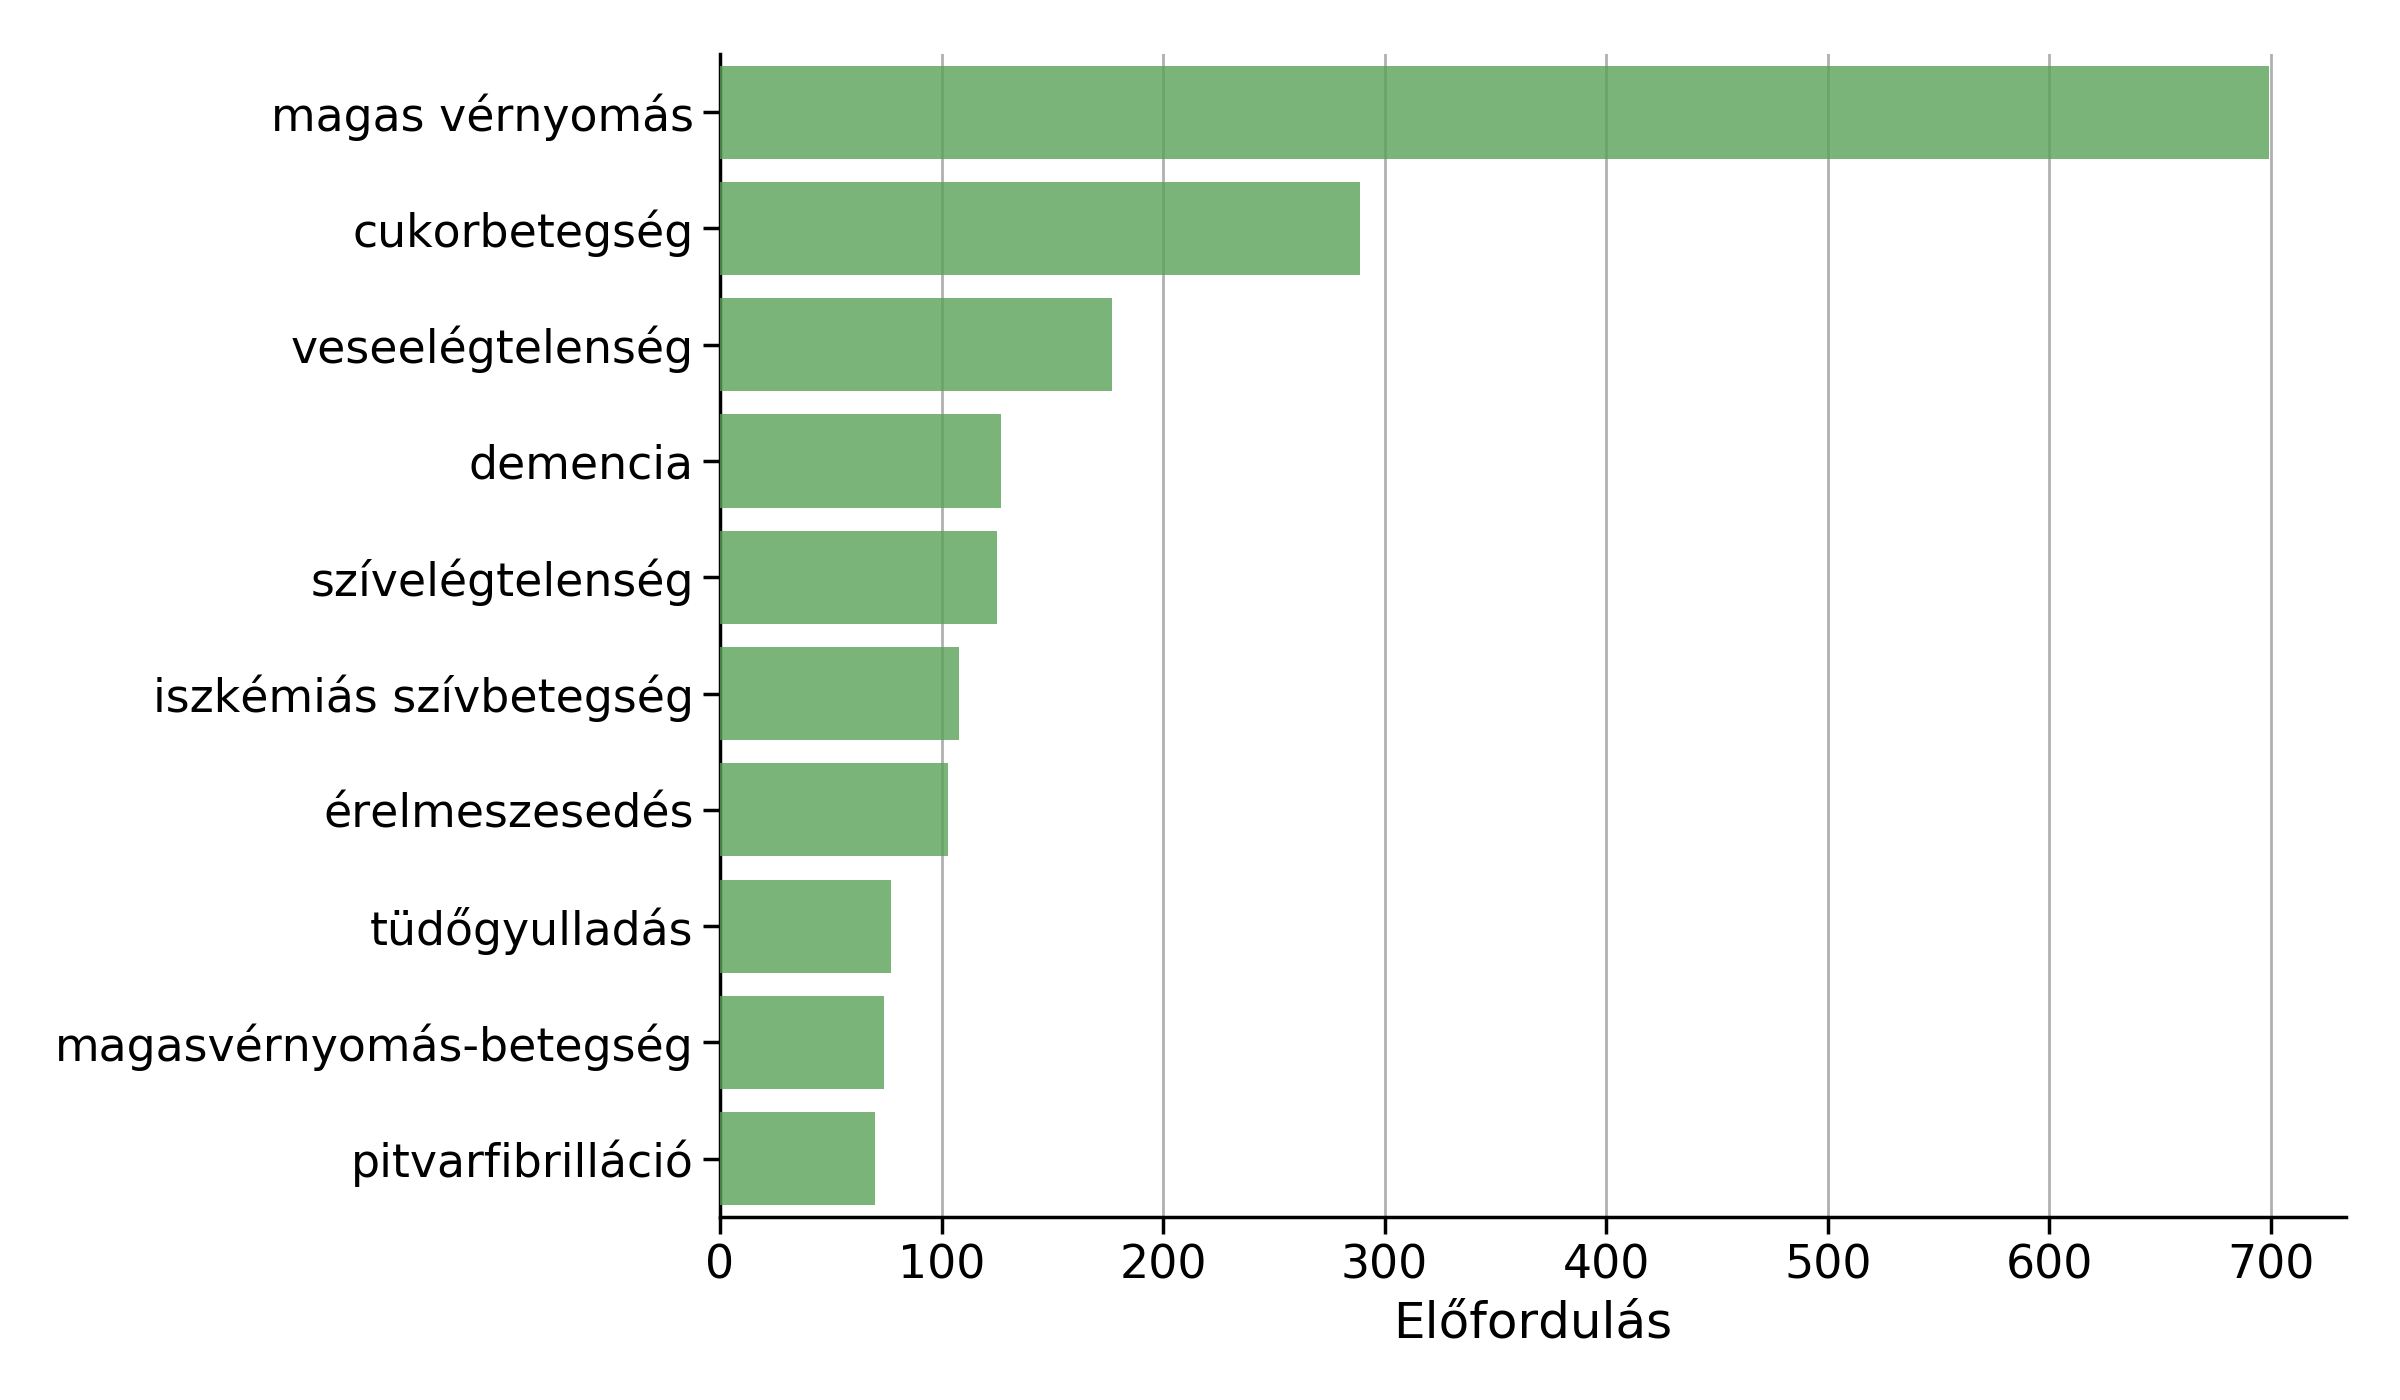 magas vérnyomás
cukorbetegség
veseelégtelenség
demencia
szívelégtelenség
iszkémiás szívbetegség
érelmeszesedés
tüdőgyulladás
magasvérnyomás-betegség
pitvarfibrilláció
0 100 200 300 400 500 600 700
Előfordulás